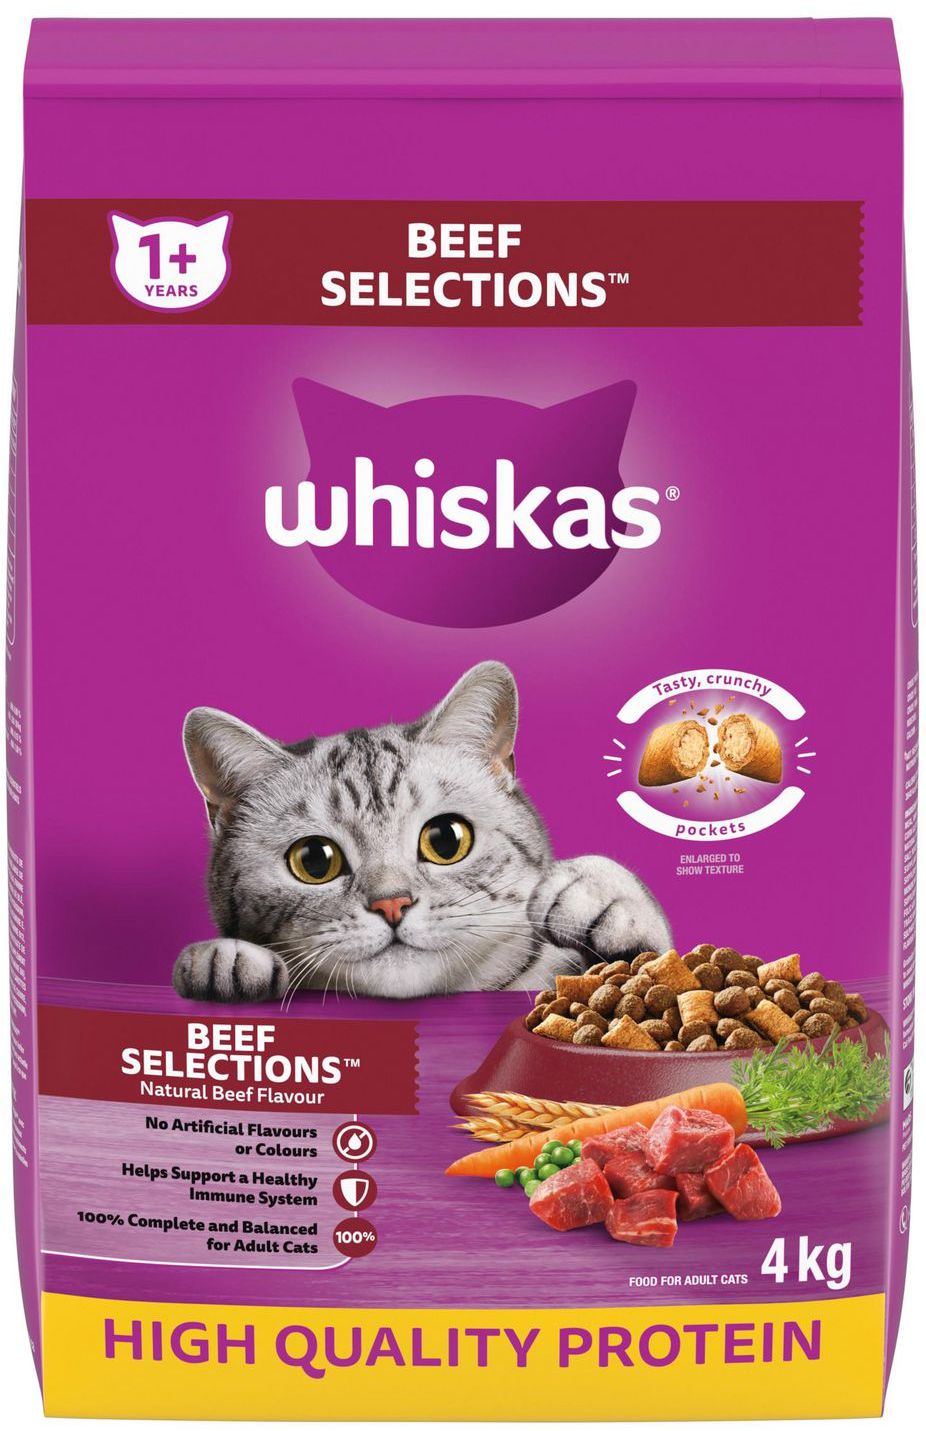 1+
YEARS
BEEF
SELECTIONS™
whiskas®
Tasty, crunchy
pockets
ENLARGED TO
SHOW TEXTURE
BEEF
SELECTIONS™
Natural Beef Flavour
No Artificial Flavours
or Colours
Helps Support a Healthy
Immune System
100% Complete and Balanced
for Adult Cats
100%
FOOD FOR ADULT CATS
4 kg
HIGH QUALITY PROTEIN